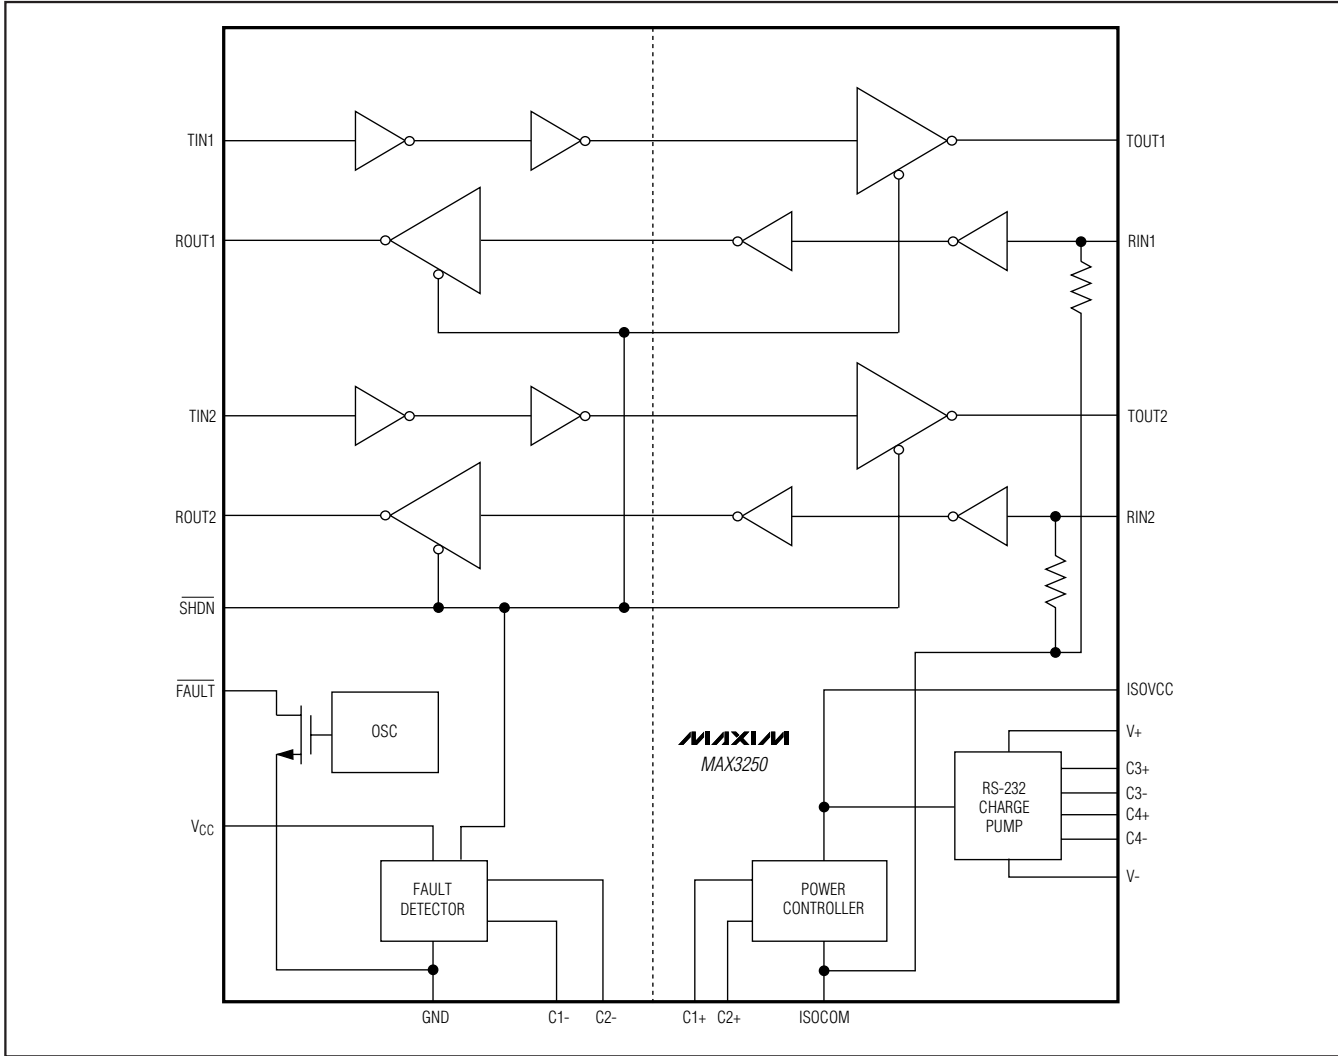 TIN1
TOUT1
ROUT1
RIN1
TIN2
TOUT2
ROUT2
RIN2
SHDN
FAULT
OSC
ISOVCC
MAXIM
MAX3250
V+
C3+
C3-
C4+
C4-
V-
RS-232
CHARGE
PUMP
VCC
FAULT
DETECTOR
POWER
CONTROLLER
GND
C1-
C2-
C1+
C2+
ISOCOM